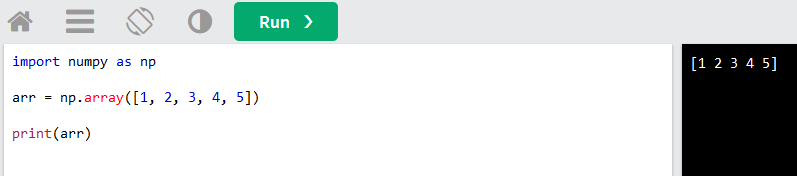 Run ❯
import numpy as np
arr = np.array([1, 2, 3, 4, 5])
print(arr)
[1 2 3 4 5]